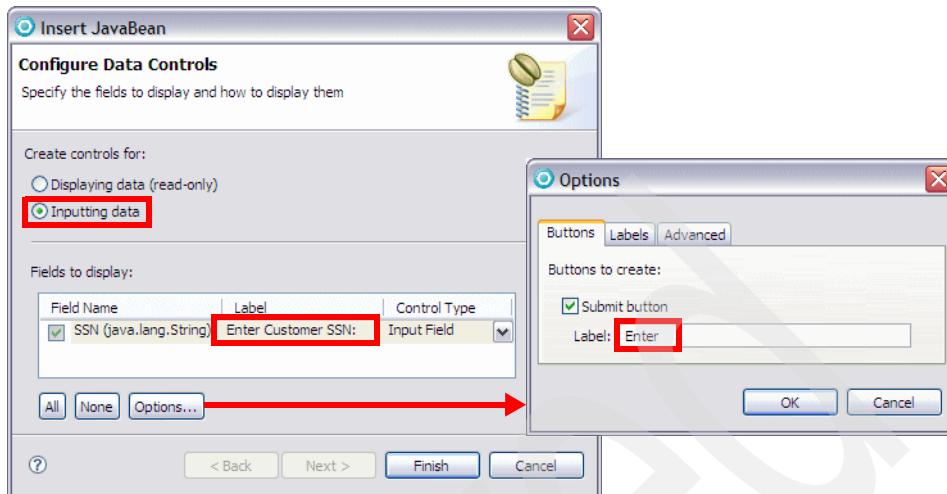 Insert JavaBean
Configure Data Controls
Specify the fields to display and how to display them
Create controls for:
Displaying data (read-only)
Inputting data
Fields to display:
Field Name Label Control Type
SSN (java.lang.String) Enter Customer SSN: Input Field
All None Options...
? < Back Next > Finish Cancel
Options
Buttons Labels Advanced
Buttons to create:
Submit button
Label: Enter
OK Cancel